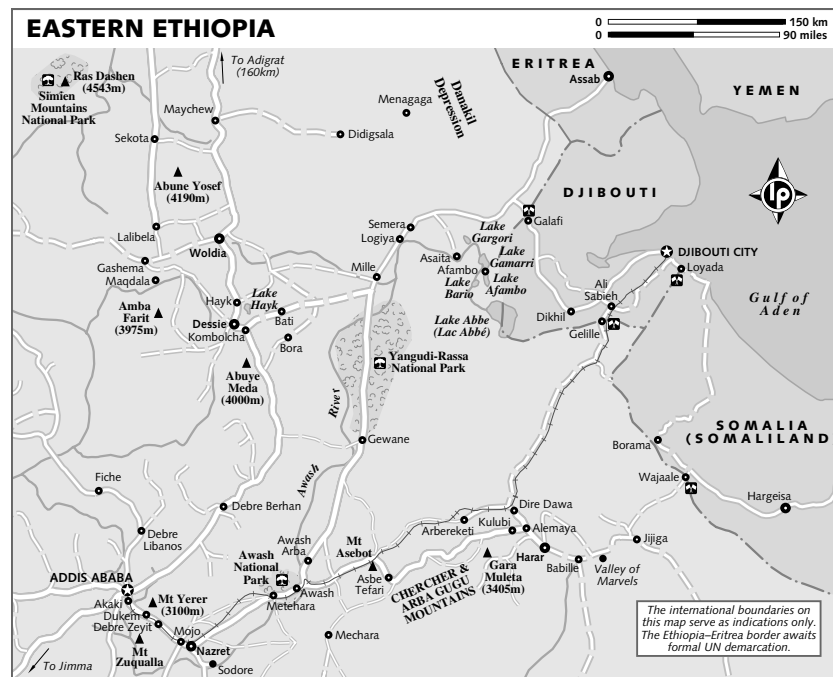 EASTERN ETHIOPIA
0 150 km
0 90 miles
To Adigrat
(160km)
Ras Dashen
(4543m)
Simien
Mountains
National Park
Maychew
Menagaga
Danakil
Depression
ERITREA
Assab
YEMEN
Sekota
Didigsala
Abune Yosef
(4190m)
DJIBOUTI
lp
Lalibela
Woldia
Semera
Logiya
Lake
Gargori
Galafi
Lake
Gamarri
DJIBOUTI CITY
Loyada
Gashema
Maqdala
Mille
Asaita
Afambo
Lake
Bario
Lake
Afambo
Ali
Sabieh
Amba
Farit
(3975m)
Hayk
Lake
Hayk
Bati
Dessie
Kombolcha
Bora
Lake Abbe
(Lac Abbé)
Dikhil
Gelille
Gulf of
Aden
Abuye
Meda
(4000m)
Yangudi-Rassa
National Park
River
Awash
Gewane
SOMALIA
(SOMALILAND
Borama
Wajaale
Hargeisa
Fiche
Debre Berhan
Debre
Libanos
Dire Dawa
Arbereketi
Kulubi
Alemaya
Harar
Babille
Jijiga
Valley of
Marvels
Awash
Arba
Mt
Asebot
Awash
National
Park
Awash
Metehara
Asbe
Tefari
CHERCHER &
ARBA GUGU
MOUNTAINS
Gara
Muleta
(3405m)
ADDIS ABABA
Akaki
Dukem
Debre Zeyit
Mt Yerer
(3100m)
Mojo
Nazret
Mt
Zuqualla
Sodore
Mechara
To Jimma
The international boundaries on
this map serve as indications only.
The Ethiopia–Eritrea border awaits
formal UN demarcation.